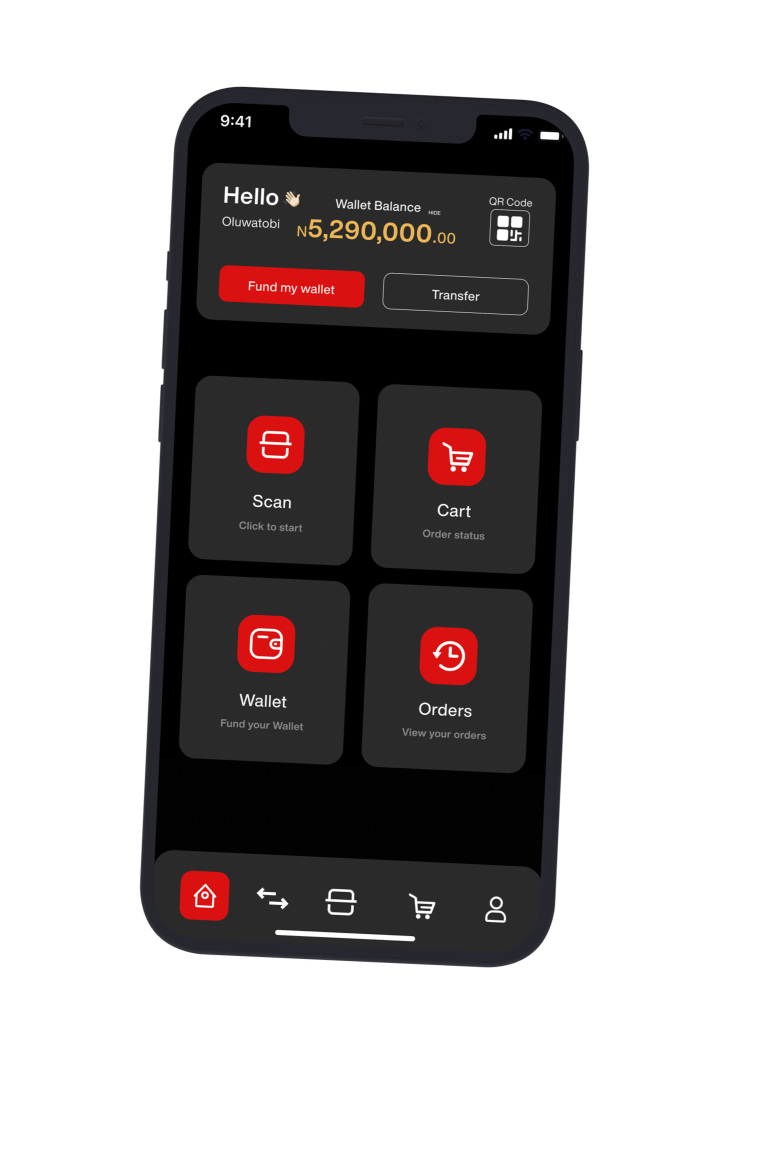 9:41
Hello 👋🏻
Oluwatobi
Wallet Balance
HIDE
N5,290,000.00
QR Code
Fund my wallet
Transfer
Scan
Click to start
Cart
Order status
Wallet
Fund your Wallet
Orders
View your orders